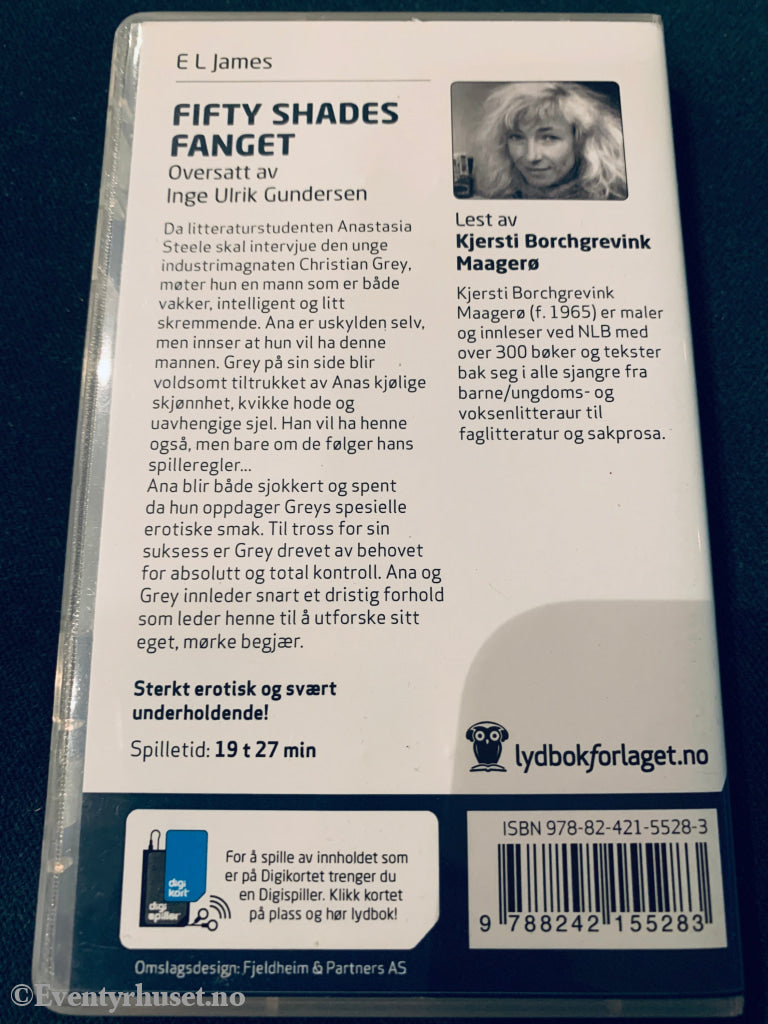 E L James
FIFTY SHADES
FANGET
Oversatt av
Inge Ulrik Gundersen
Da litteraturstudenten Anastasia
Steele skal intervjue den unge
industrimagnaten Christian Grey,
møter hun en mann som er både
vakker, intelligent og litt
skremmende. Ana er uskylden selv,
men innser at hun vil ha denne
mannen. Grey på sin side blir
voldsomt tiltrukket av Anas kjølige
skjønnhet, kvikke hode og
uavhengige sjel. Han vil ha henne
også, men bare om de følger hans
spilleregler...
Ana blir både sjokkert og spent
da hun oppdager Greys spesielle
erotiske smak. Til tross for sin
suksess er Grey drevet av behovet
for absolutt og total kontroll. Ana og
Grey innleder snart et dristig forhold
som leder henne til å utforske sitt
eget, mørke begjær.
Sterkt erotisk og svært
underholdende!
Spilletid: 19 t 27 min
Lest av
Kjersti Borchgrevink
Maagerø
Kjersti Borchgrevink
Maagerø (f. 1965) er maler
og innleser ved NLB med
over 300 bøker og tekster
bak seg i alle sjangre fra
barne/ungdoms- og
voksenlitteraur til
faglitteratur og sakprosa.
lydbokforlaget.no
digi
kort
digi
spiller
For å spille av innholdet som
er på Digikortet trenger du
en Digispiller. Klikk kortet
på plass og hør lydbok!
ISBN 978-82-421-5528-3
9 788242 155283
Omslagsdesign: Fjeldheim & Partners AS
©Eventyrhuset.no